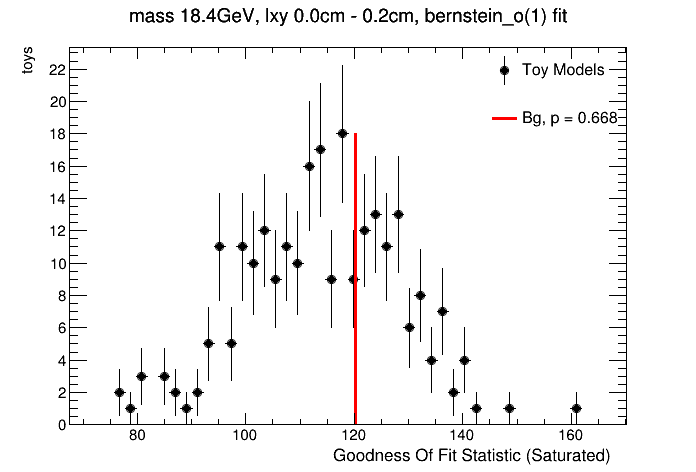 mass 18.4GeV, lxy 0.0cm - 0.2cm, bernstein_o(1) fit
toys
22
20
18
16
14
12
10
8
6
4
2
0
Toy Models
Bg, p = 0.668
80 100 120 140 160
Goodness Of Fit Statistic (Saturated)